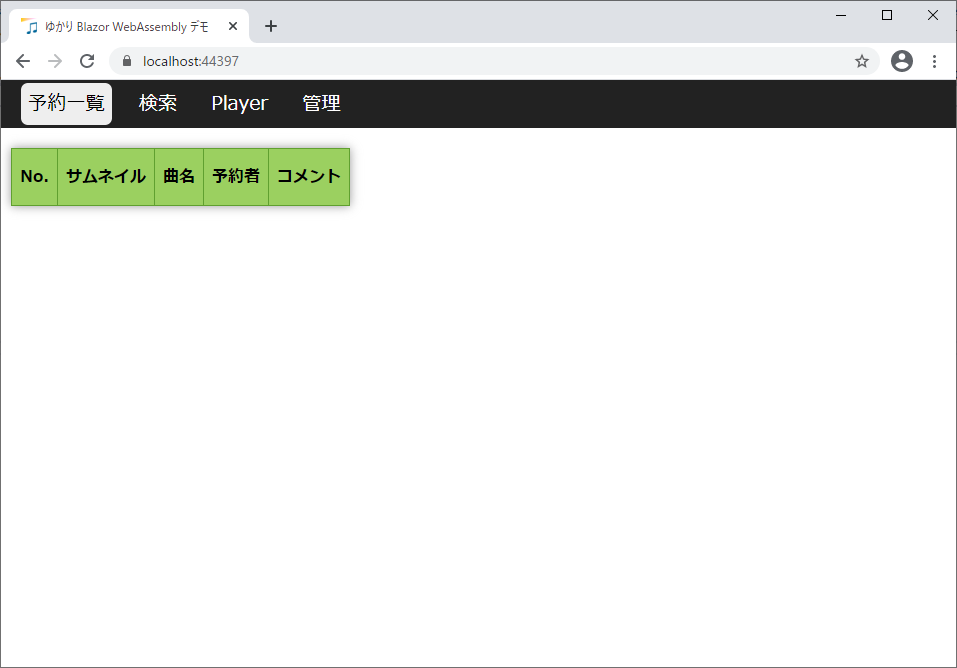 ゆかり Blazor WebAssembly デモ
localhost:44397
予約一覧 検索 Player 管理
No. サムネイル 曲名 予約者 コメント